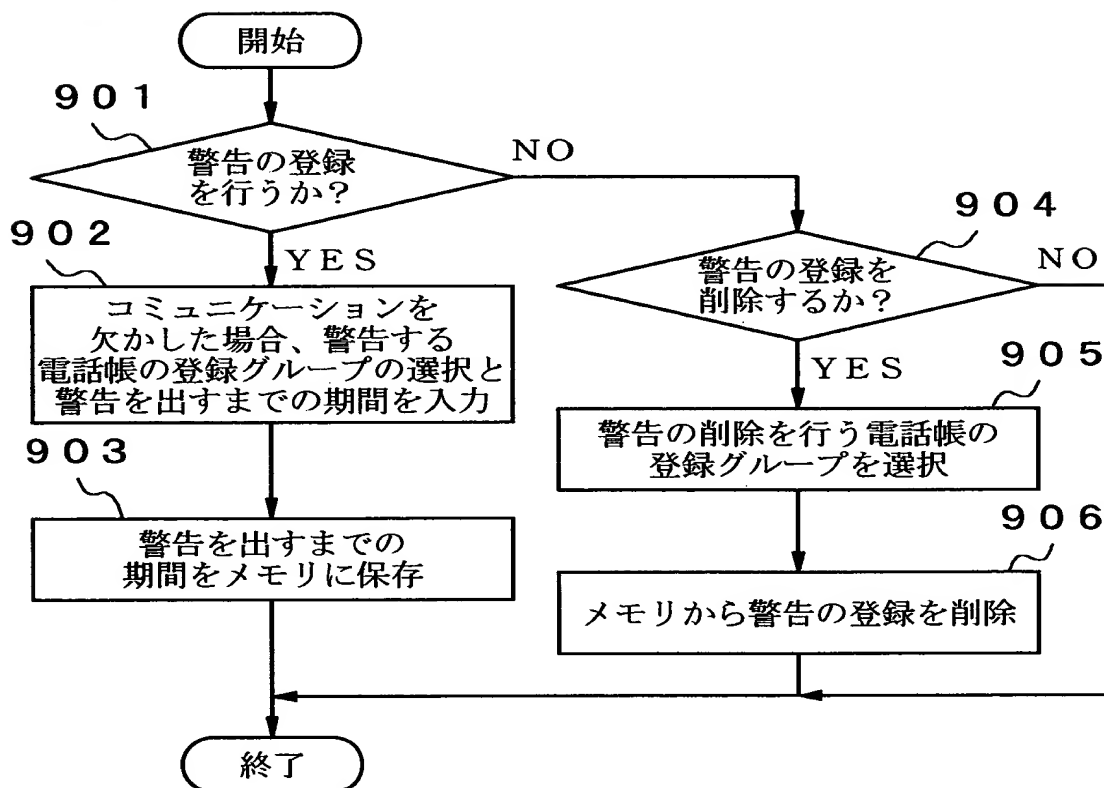 開始
901
警告の登録
を行うか?
NO
902
YES
コミュニケーションを
欠かした場合、警告する
電話帳の登録グループの選択と
警告を出すまでの期間を入力
903
警告を出すまでの
期間をメモリに保存
904
警告の登録を
削除するか?
NO
YES
905
警告の削除を行う電話帳の
登録グループを選択
906
メモリから警告の登録を削除
終了